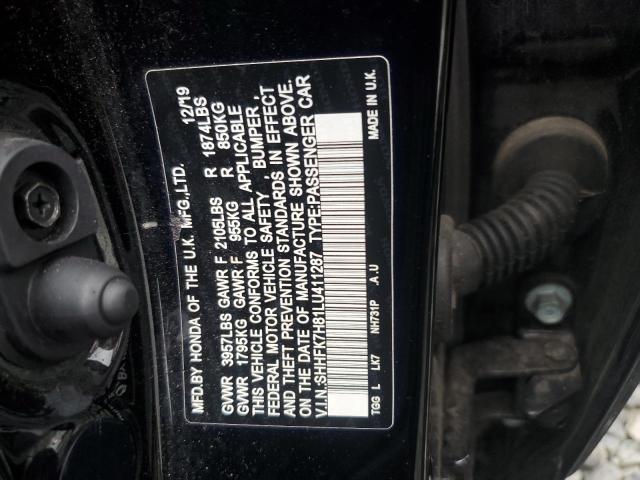 MFD.BY HONDA OF THE U.K. MFG.,LTD. 12/19
GVWR 3957LBS GAWR F 2105LBS R 1874LBS
GVWR 1795KG GAWR F 955KG R 850KG
THIS VEHICLE CONFORMS TO ALL APPLICABLE
FEDERAL MOTOR VEHICLE SAFETY, BUMPER,
AND THEFT PREVENTION STANDARDS IN EFFECT
ON THE DATE OF MANUFACTURE SHOWN ABOVE.
V.I.N.:SHHFK7H81LU411287 TYPE:PASSENGER CAR
TGG L LK7 NH731P .A.U MADE IN U.K.